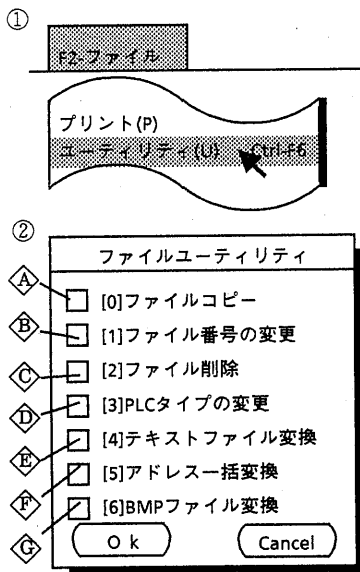 ①
F2-ファイル
プリント(P)
ユーティリティ(U) Ctrl-F6
②
ファイルユーティリティ
A [0]ファイルコピー
B [1]ファイル番号の変更
C [2]ファイル削除
D [3]PLCタイプの変更
E [4]テキストファイル変換
F [5]アドレス一括変換
G [6]BMPファイル変換
Ok Cancel